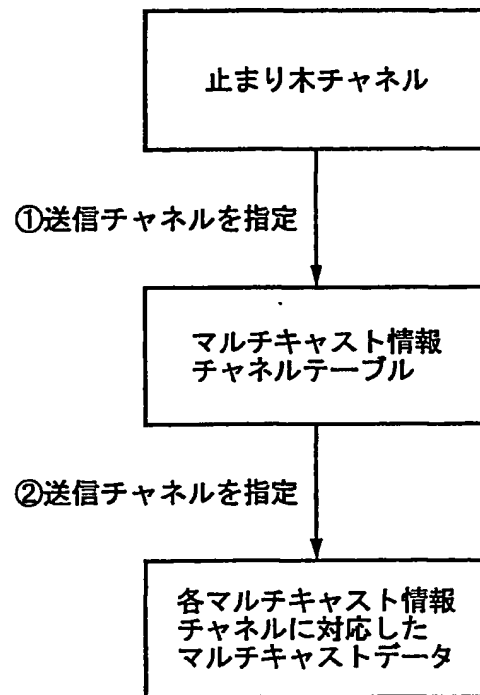 止まり木チャネル
①送信チャネルを指定
マルチキャスト情報
チャネルテーブル
②送信チャネルを指定
各マルチキャスト情報
チャネルに対応した
マルチキャストデータ